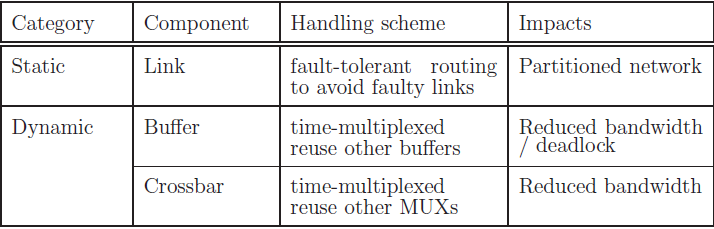 Category Component Handling scheme Impacts
Static Link fault-tolerant routing Partitioned network
to avoid faulty links
Dynamic Buffer time-multiplexed Reduced bandwidth
reuse other buffers / deadlock
Crossbar time-multiplexed Reduced bandwidth
reuse other MUXs